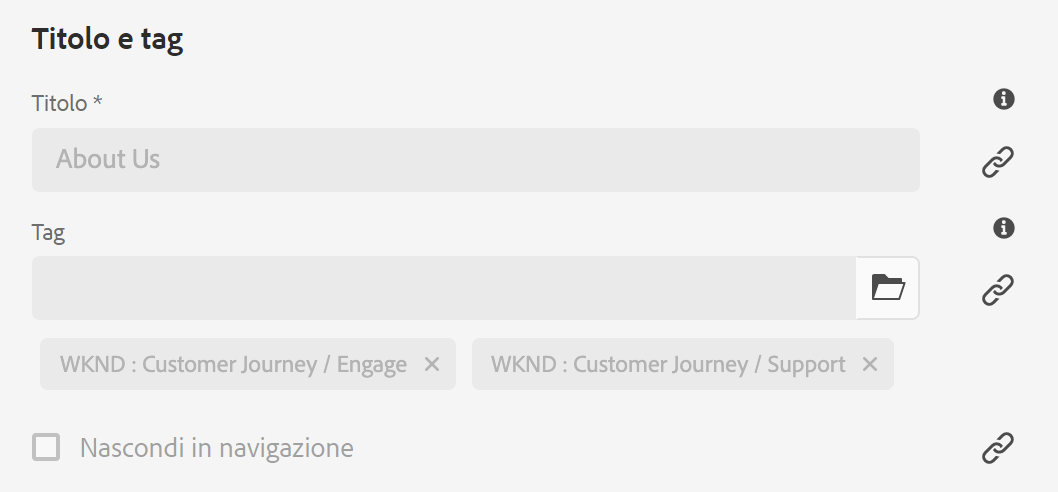 Titolo e tag
Titolo *
About Us
Tag
WKND : Customer Journey / Engage
WKND : Customer Journey / Support
Nascondi in navigazione